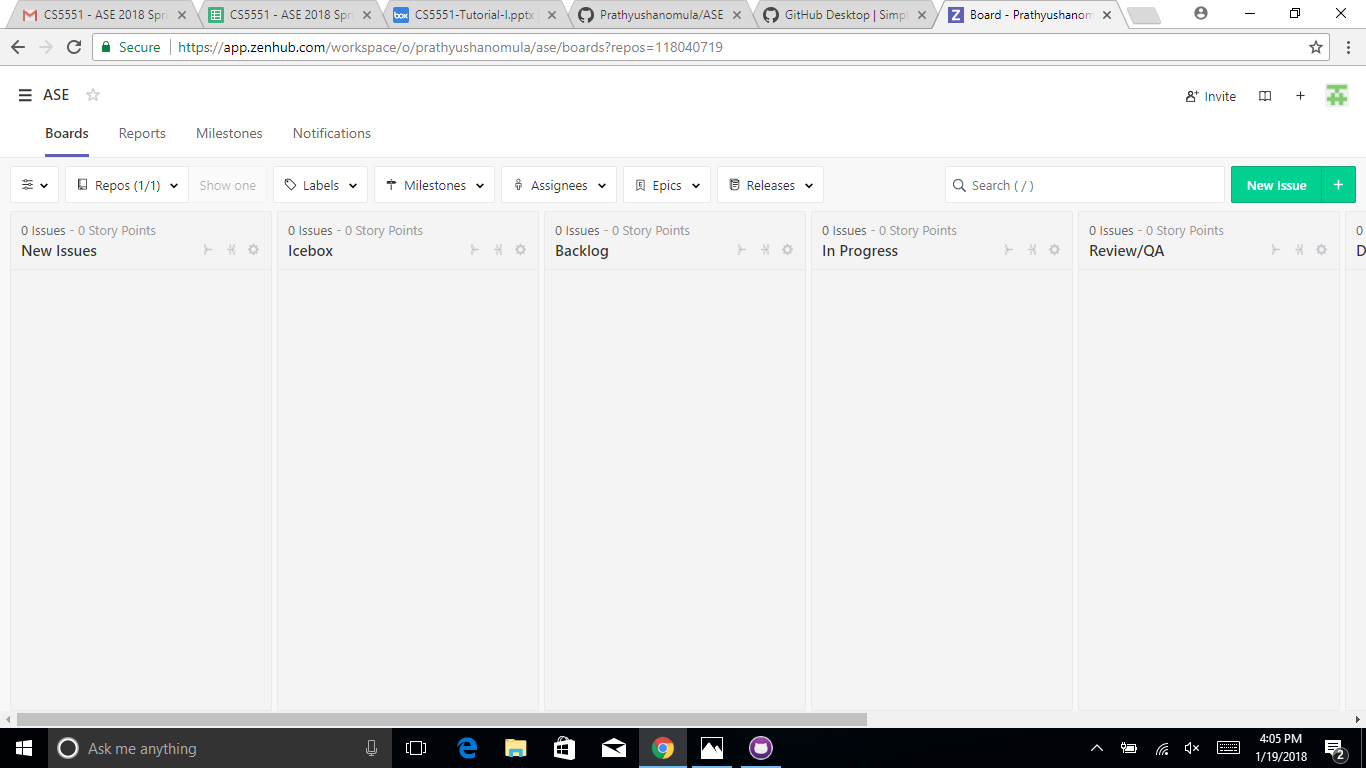 CS5551 - ASE 2018 Spri
CS5551 - ASE 2018 Spri
box
CS5551-Tutorial-I.pptx
Prathyushanomula/ASE
GitHub Desktop | Simpl
Z
Board - Prathyushanom
Secure
https://app.zenhub.com/workspace/o/prathyushanomula/ase/boards?repos=118040719
ASE
Invite
Boards
Reports
Milestones
Notifications
Repos (1/1)
Show one
Labels
Milestones
Assignees
Epics
Releases
Search ( / )
New Issue
+
0 Issues - 0 Story Points
New Issues
0 Issues - 0 Story Points
Icebox
0 Issues - 0 Story Points
Backlog
0 Issues - 0 Story Points
In Progress
0 Issues - 0 Story Points
Review/QA
0
D
Ask me anything
4:05 PM
1/19/2018
2